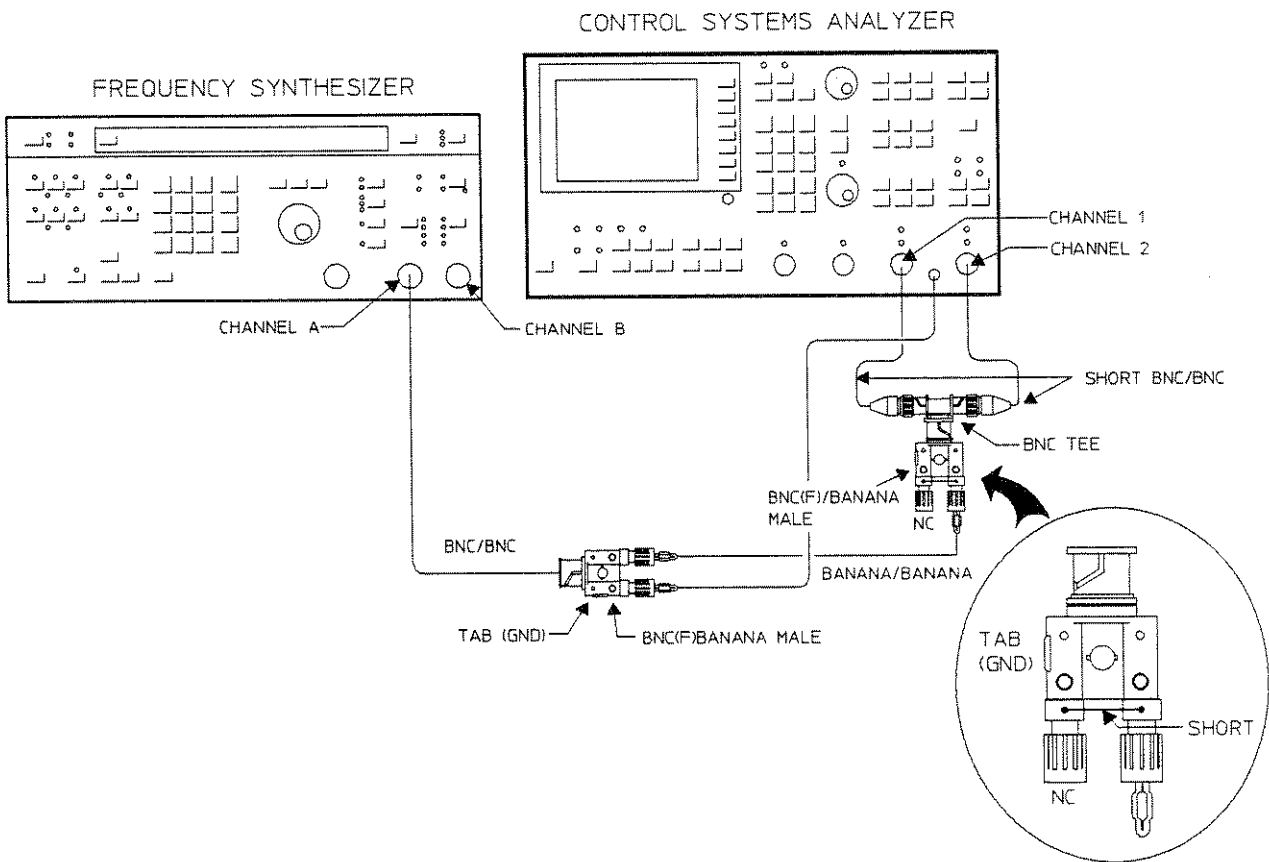 CONTROL SYSTEMS ANALYZER
FREQUENCY SYNTHESIZER
CHANNEL 1
CHANNEL 2
CHANNEL A
CHANNEL B
SHORT BNC/BNC
BNC TEE
BNC(F)/BANANA
MALE
NC
BNC/BNC
BANANA/BANANA
TAB (GND)
BNC(F)BANANA MALE
TAB
(GND)
SHORT
NC